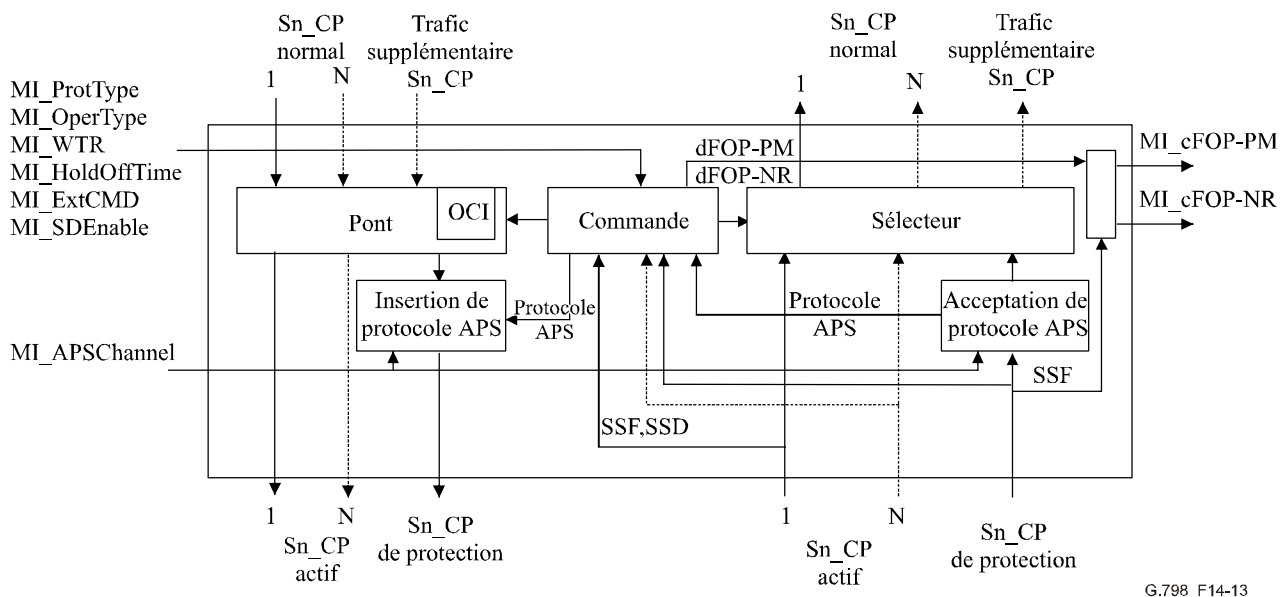 Sn_CP
normal
Trafic
supplémentaire
Sn_CP
1
N
Sn_CP
normal
Trafic
supplémentaire
Sn_CP
1
N
MI_ProtType
MI_OperType
MI_WTR
MI_HoldOffTime
MI_ExtCMD
MI_SDEnable
dFOP-PM
dFOP-NR
MI_cFOP-PM
MI_cFOP-NR
Pont
OCI
Commande
Sélecteur
Insertion de
protocole APS
Protocole
APS
Protocole
APS
Acceptation de
protocole APS
MI_APSChannel
SSF
SSF,SSD
1
N
Sn_CP
actif
Sn_CP
de protection
1
N
Sn_CP
actif
Sn_CP
de protection
G.798_F14-13